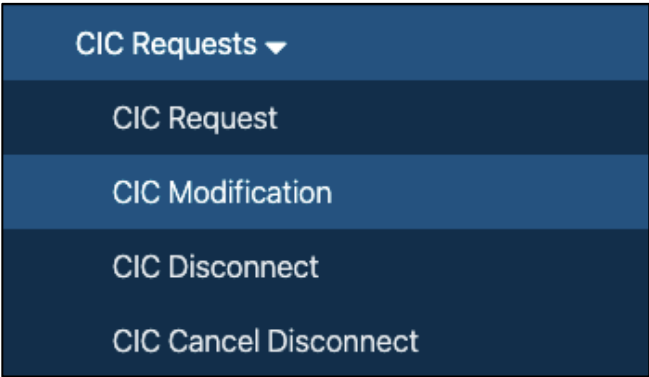 CIC Requests
CIC Request
CIC Modification
CIC Disconnect
CIC Cancel Disconnect